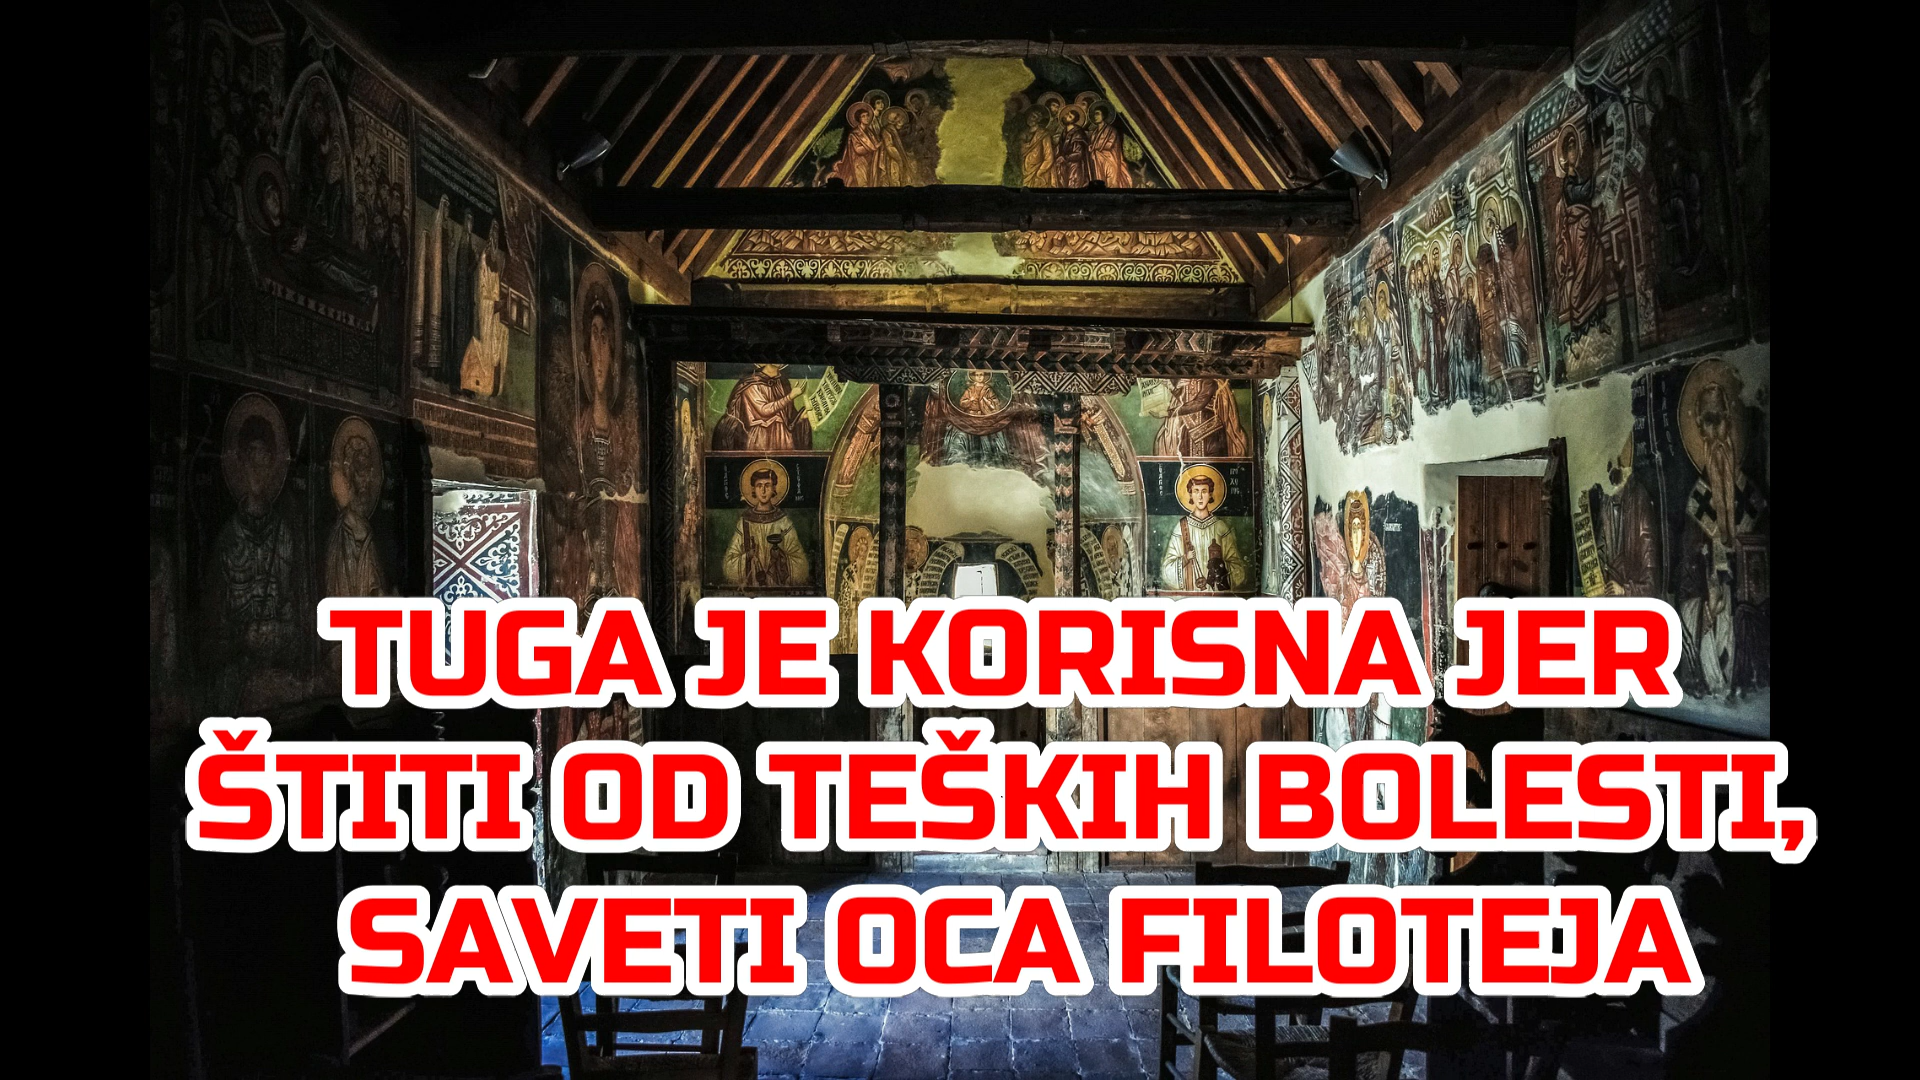 TUGA JE KORISNA JER
ŠTITI OD TEŠKIH BOLESTI,
SAVETI OCA FILOTEJA